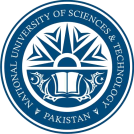 NATIONAL UNIVERSITY OF SCIENCES & TECHNOLOGY
PAKISTAN